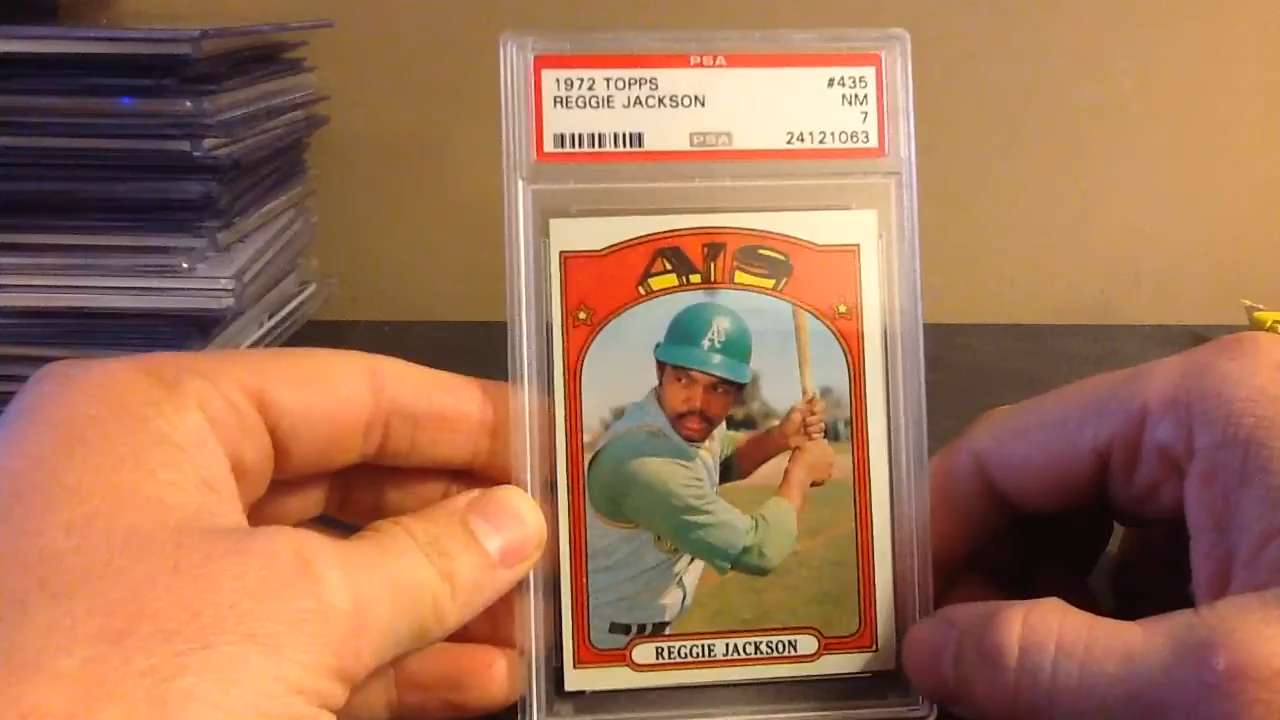 PSA
1972 TOPPS #435
REGGIE JACKSON NM
7
PSA 24121063
A'S
A's
REGGIE JACKSON